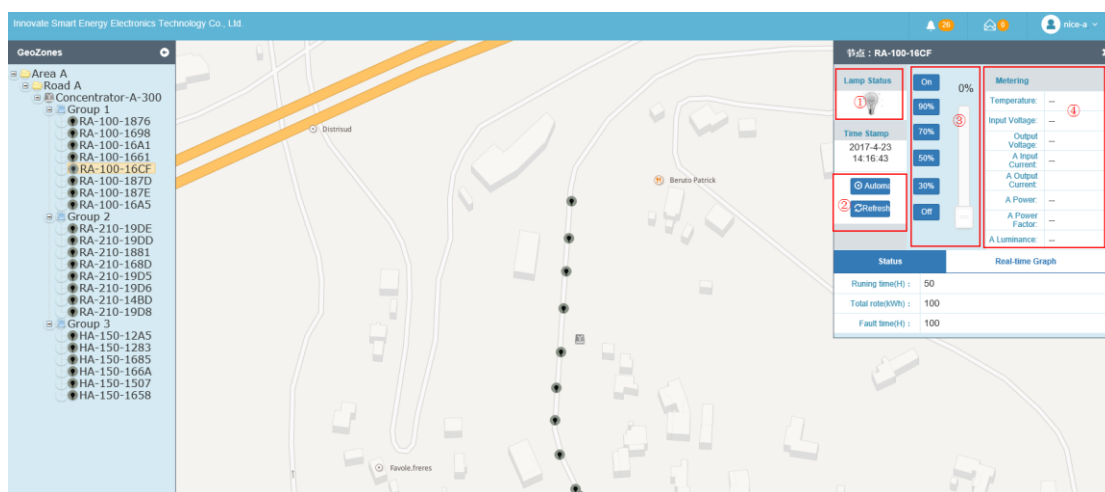 Innovate Smart Energy Electronics Technology Co., Ltd.
26
0
nice-a
GeoZones
Area A
Road A
Concentrator-A-300
Group 1
RA-100-1876
RA-100-1698
RA-100-16A1
RA-100-1661
RA-100-16CF
RA-100-187D
RA-100-187E
RA-100-16A5
Group 2
RA-210-19DE
RA-210-19DD
RA-210-1881
RA-210-168D
RA-210-19D5
RA-210-19D6
RA-210-14BD
RA-210-19D8
Group 3
HA-150-12A5
HA-150-1283
HA-150-1685
HA-150-166A
HA-150-1507
HA-150-1658
Distrisud
Benuto Patrick
Favole.freres
节点：RA-100-16CF
Lamp Status
①
Time Stamp
2017-4-23
14:16:43
②
Automa
Refresh
On
90%
70%
50%
30%
Off
0%
③
Metering
④
Temperature: --
Input Voltage: --
Output
Voltage: --
A Input
Current: --
A Output
Current: --
A Power: --
A Power
Factor: --
A Luminance: --
Status
Real-time Graph
Runing time(H) : 50
Total rote(kWh) : 100
Fault time(H) : 100